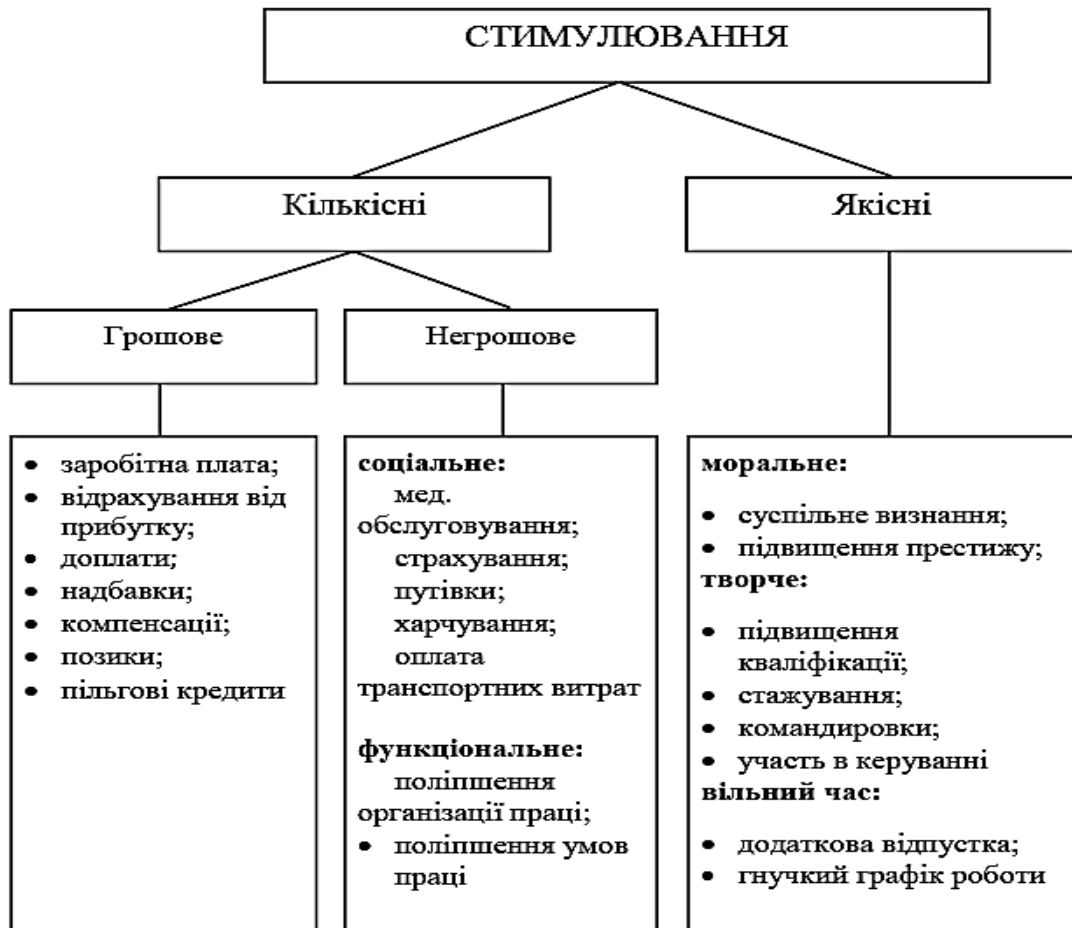 СТИМУЛЮВАННЯ
Кількісні
Якісні
Грошове
Негрошове
• заробітна плата;
• відрахування від
прибутку;
• доплати;
• надбавки;
• компенсації;
• позики;
• пільгові кредити
соціальне:
мед.
обслуговування;
страхування;
путівки;
харчування;
оплата
транспортних витрат
функціональне:
поліпшення
організації праці;
• поліпшення умов
праці
моральне:
• суспільне визнання;
• підвищення престижу;
творче:
• підвищення
кваліфікації;
• стажування;
• командировки;
• участь в керуванні
вільний час:
• додаткова відпустка;
• гнучкий графік роботи